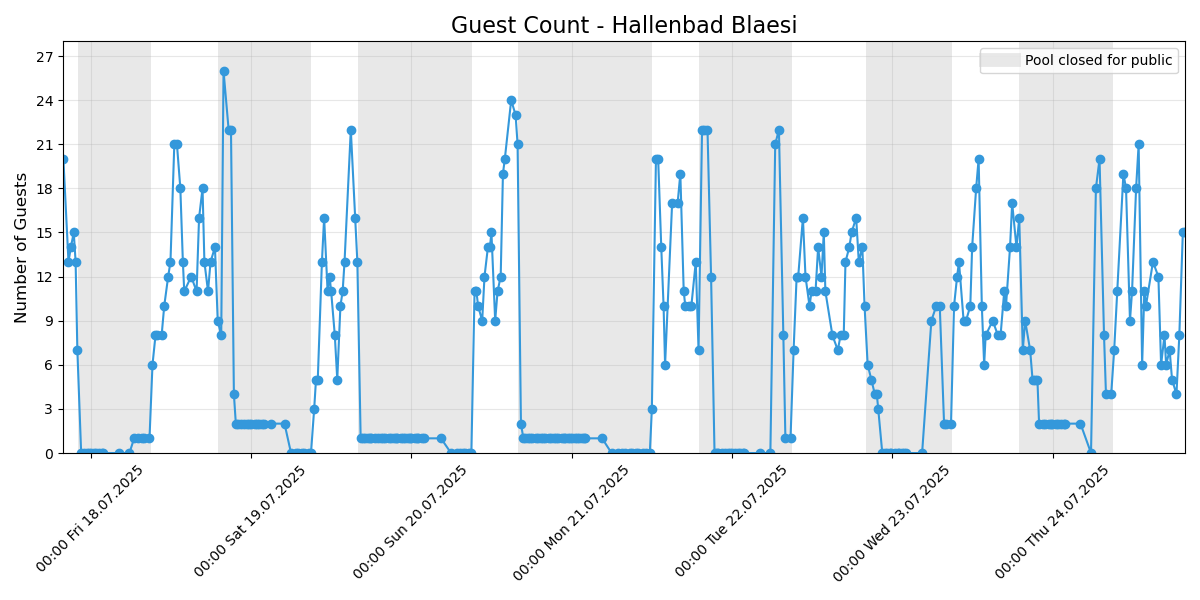 Guest Count - Hallenbad Blaesi
Pool closed for public
Number of Guests
27
24
21
18
15
12
9
6
3
0
00:00 Fri 18.07.2025
00:00 Sat 19.07.2025
00:00 Sun 20.07.2025
00:00 Mon 21.07.2025
00:00 Tue 22.07.2025
00:00 Wed 23.07.2025
00:00 Thu 24.07.2025